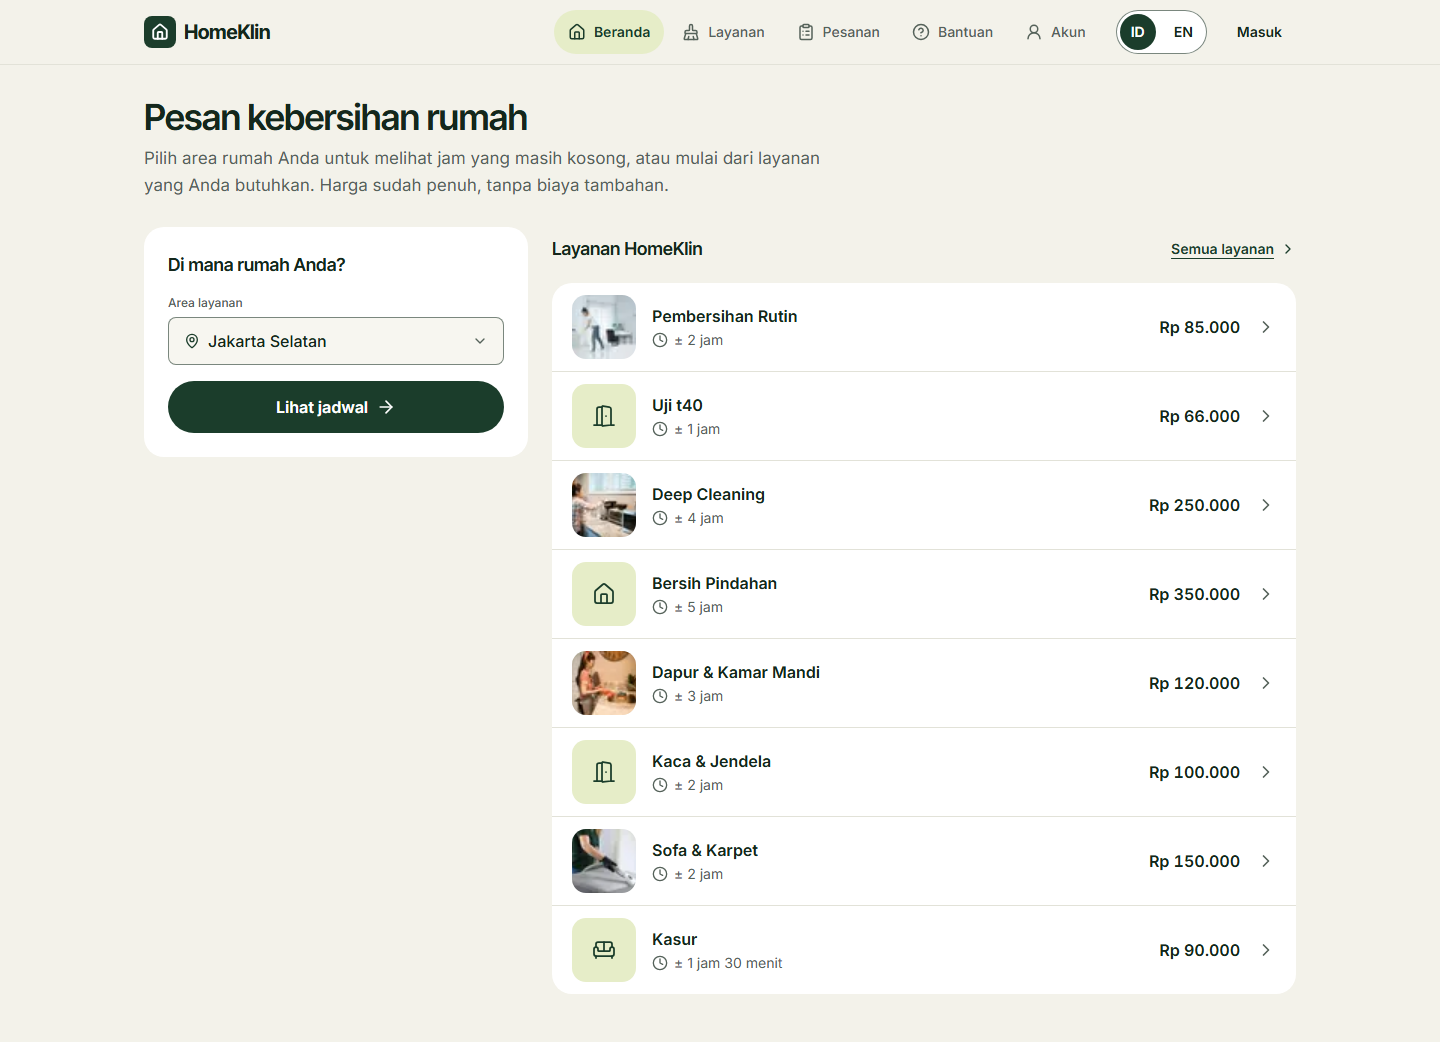 HomeKlin
Beranda
Layanan
Pesanan
Bantuan
Akun
ID
EN
Masuk
Pesan kebersihan rumah
Pilih area rumah Anda untuk melihat jam yang masih kosong, atau mulai dari layanan
yang Anda butuhkan. Harga sudah penuh, tanpa biaya tambahan.
Di mana rumah Anda?
Area layanan
Jakarta Selatan
Lihat jadwal
Layanan HomeKlin
Semua layanan
Pembersihan Rutin
± 2 jam
Rp 85.000
Uji t40
± 1 jam
Rp 66.000
Deep Cleaning
± 4 jam
Rp 250.000
Bersih Pindahan
± 5 jam
Rp 350.000
Dapur & Kamar Mandi
± 3 jam
Rp 120.000
Kaca & Jendela
± 2 jam
Rp 100.000
Sofa & Karpet
± 2 jam
Rp 150.000
Kasur
± 1 jam 30 menit
Rp 90.000